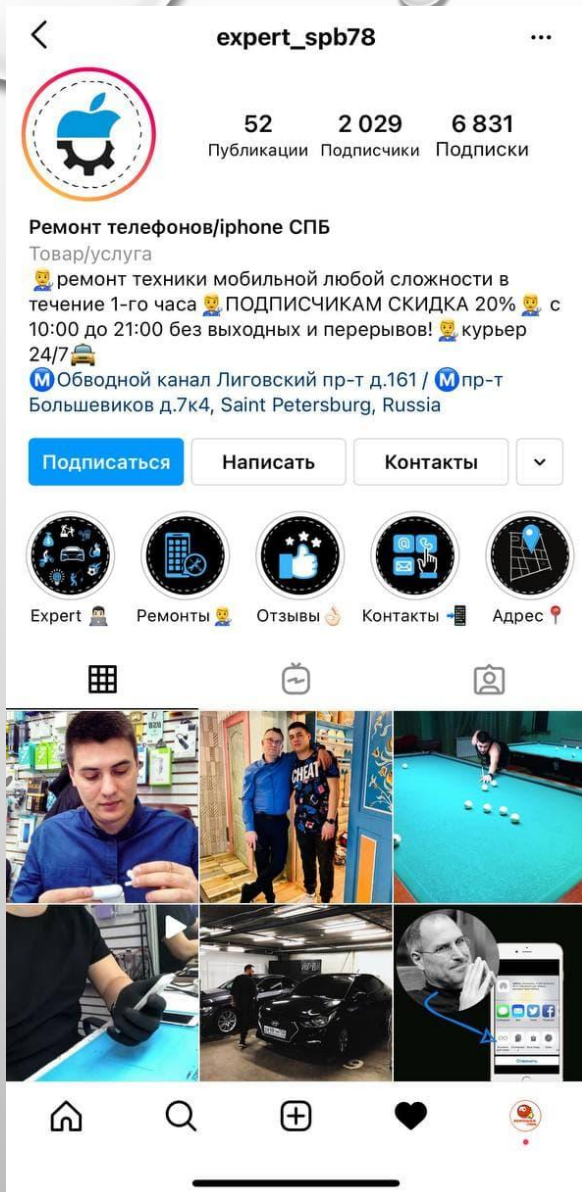 expert_spb78
52 2 029 6 831
Публикации Подписчики Подписки
Ремонт телефонов/iphone СПБ
Товар/услуга
👨‍🔧ремонт техники мобильной любой сложности в
течение 1-го часа 👨‍🔧ПОДПИСЧИКАМ СКИДКА 20% 👨‍🔧 с
10:00 до 21:00 без выходных и перерывов! 👨‍🔧курьер
24/7🚖
Ⓜ️Обводной канал Лиговский пр-т д.161 / Ⓜ️пр-т
Большевиков д.7к4, Saint Petersburg, Russia
Подписаться Написать Контакты
Expert 👨🏻‍💻 Ремонты 👨‍🔧 Отзывы 👌🏻 Контакты 📲 Адрес 📍
CHEAT